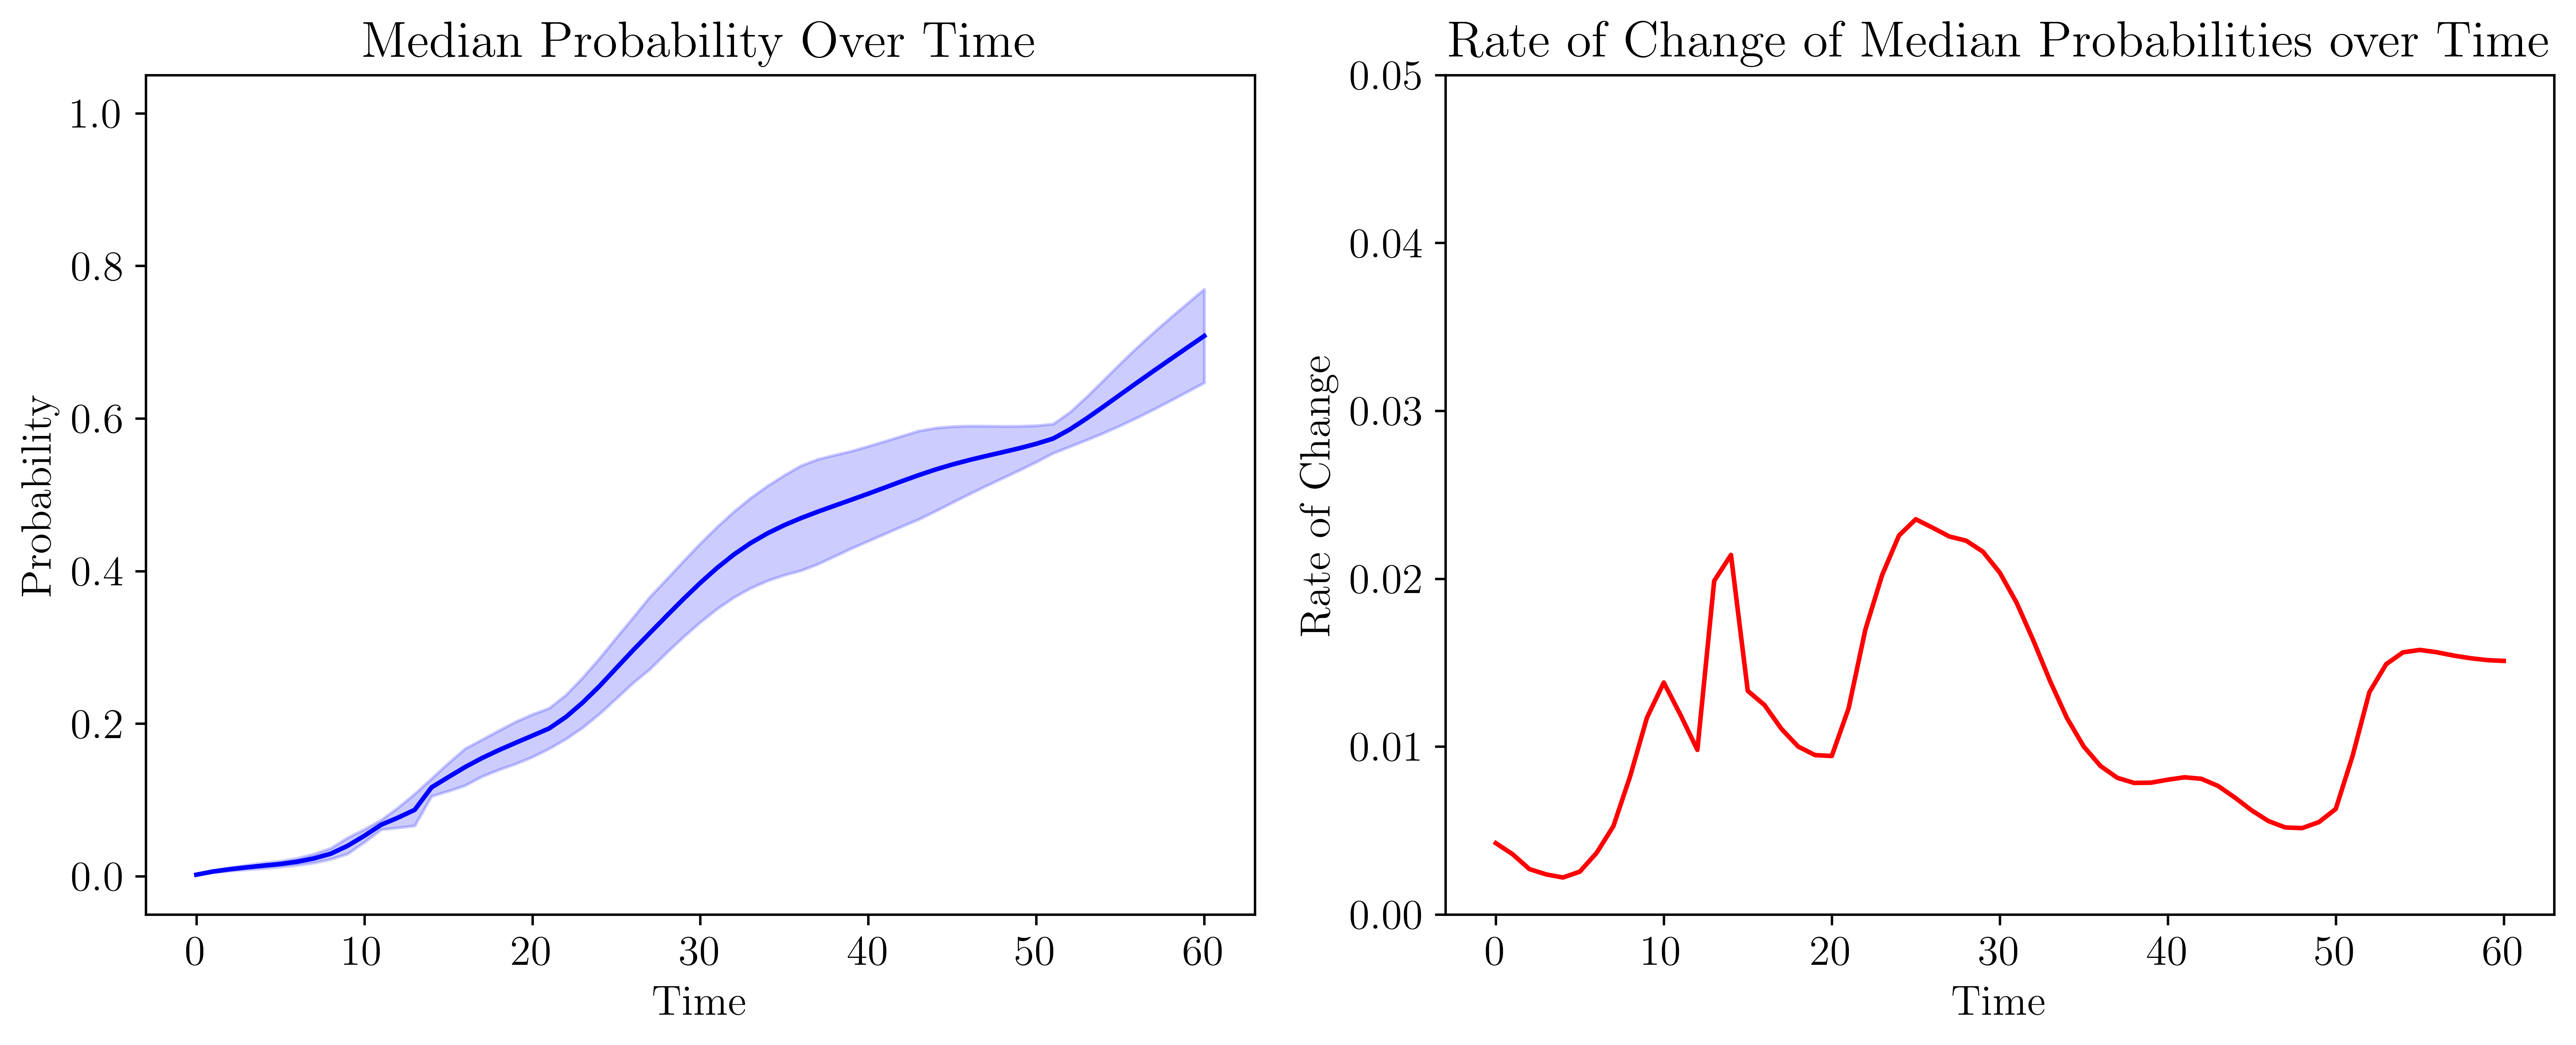 Median Probability Over Time
Probability
1.0
0.8
0.6
0.4
0.2
0.0
0 10 20 30 40 50 60
Time
Rate of Change of Median Probabilities over Time
Rate of Change
0.05
0.04
0.03
0.02
0.01
0.00
0 10 20 30 40 50 60
Time